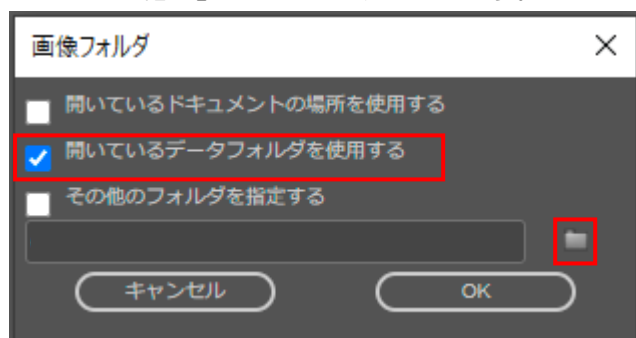 画像フォルダ
開いているドキュメントの場所を使用する
開いているデータフォルダを使用する
その他のフォルダを指定する
キャンセル OK